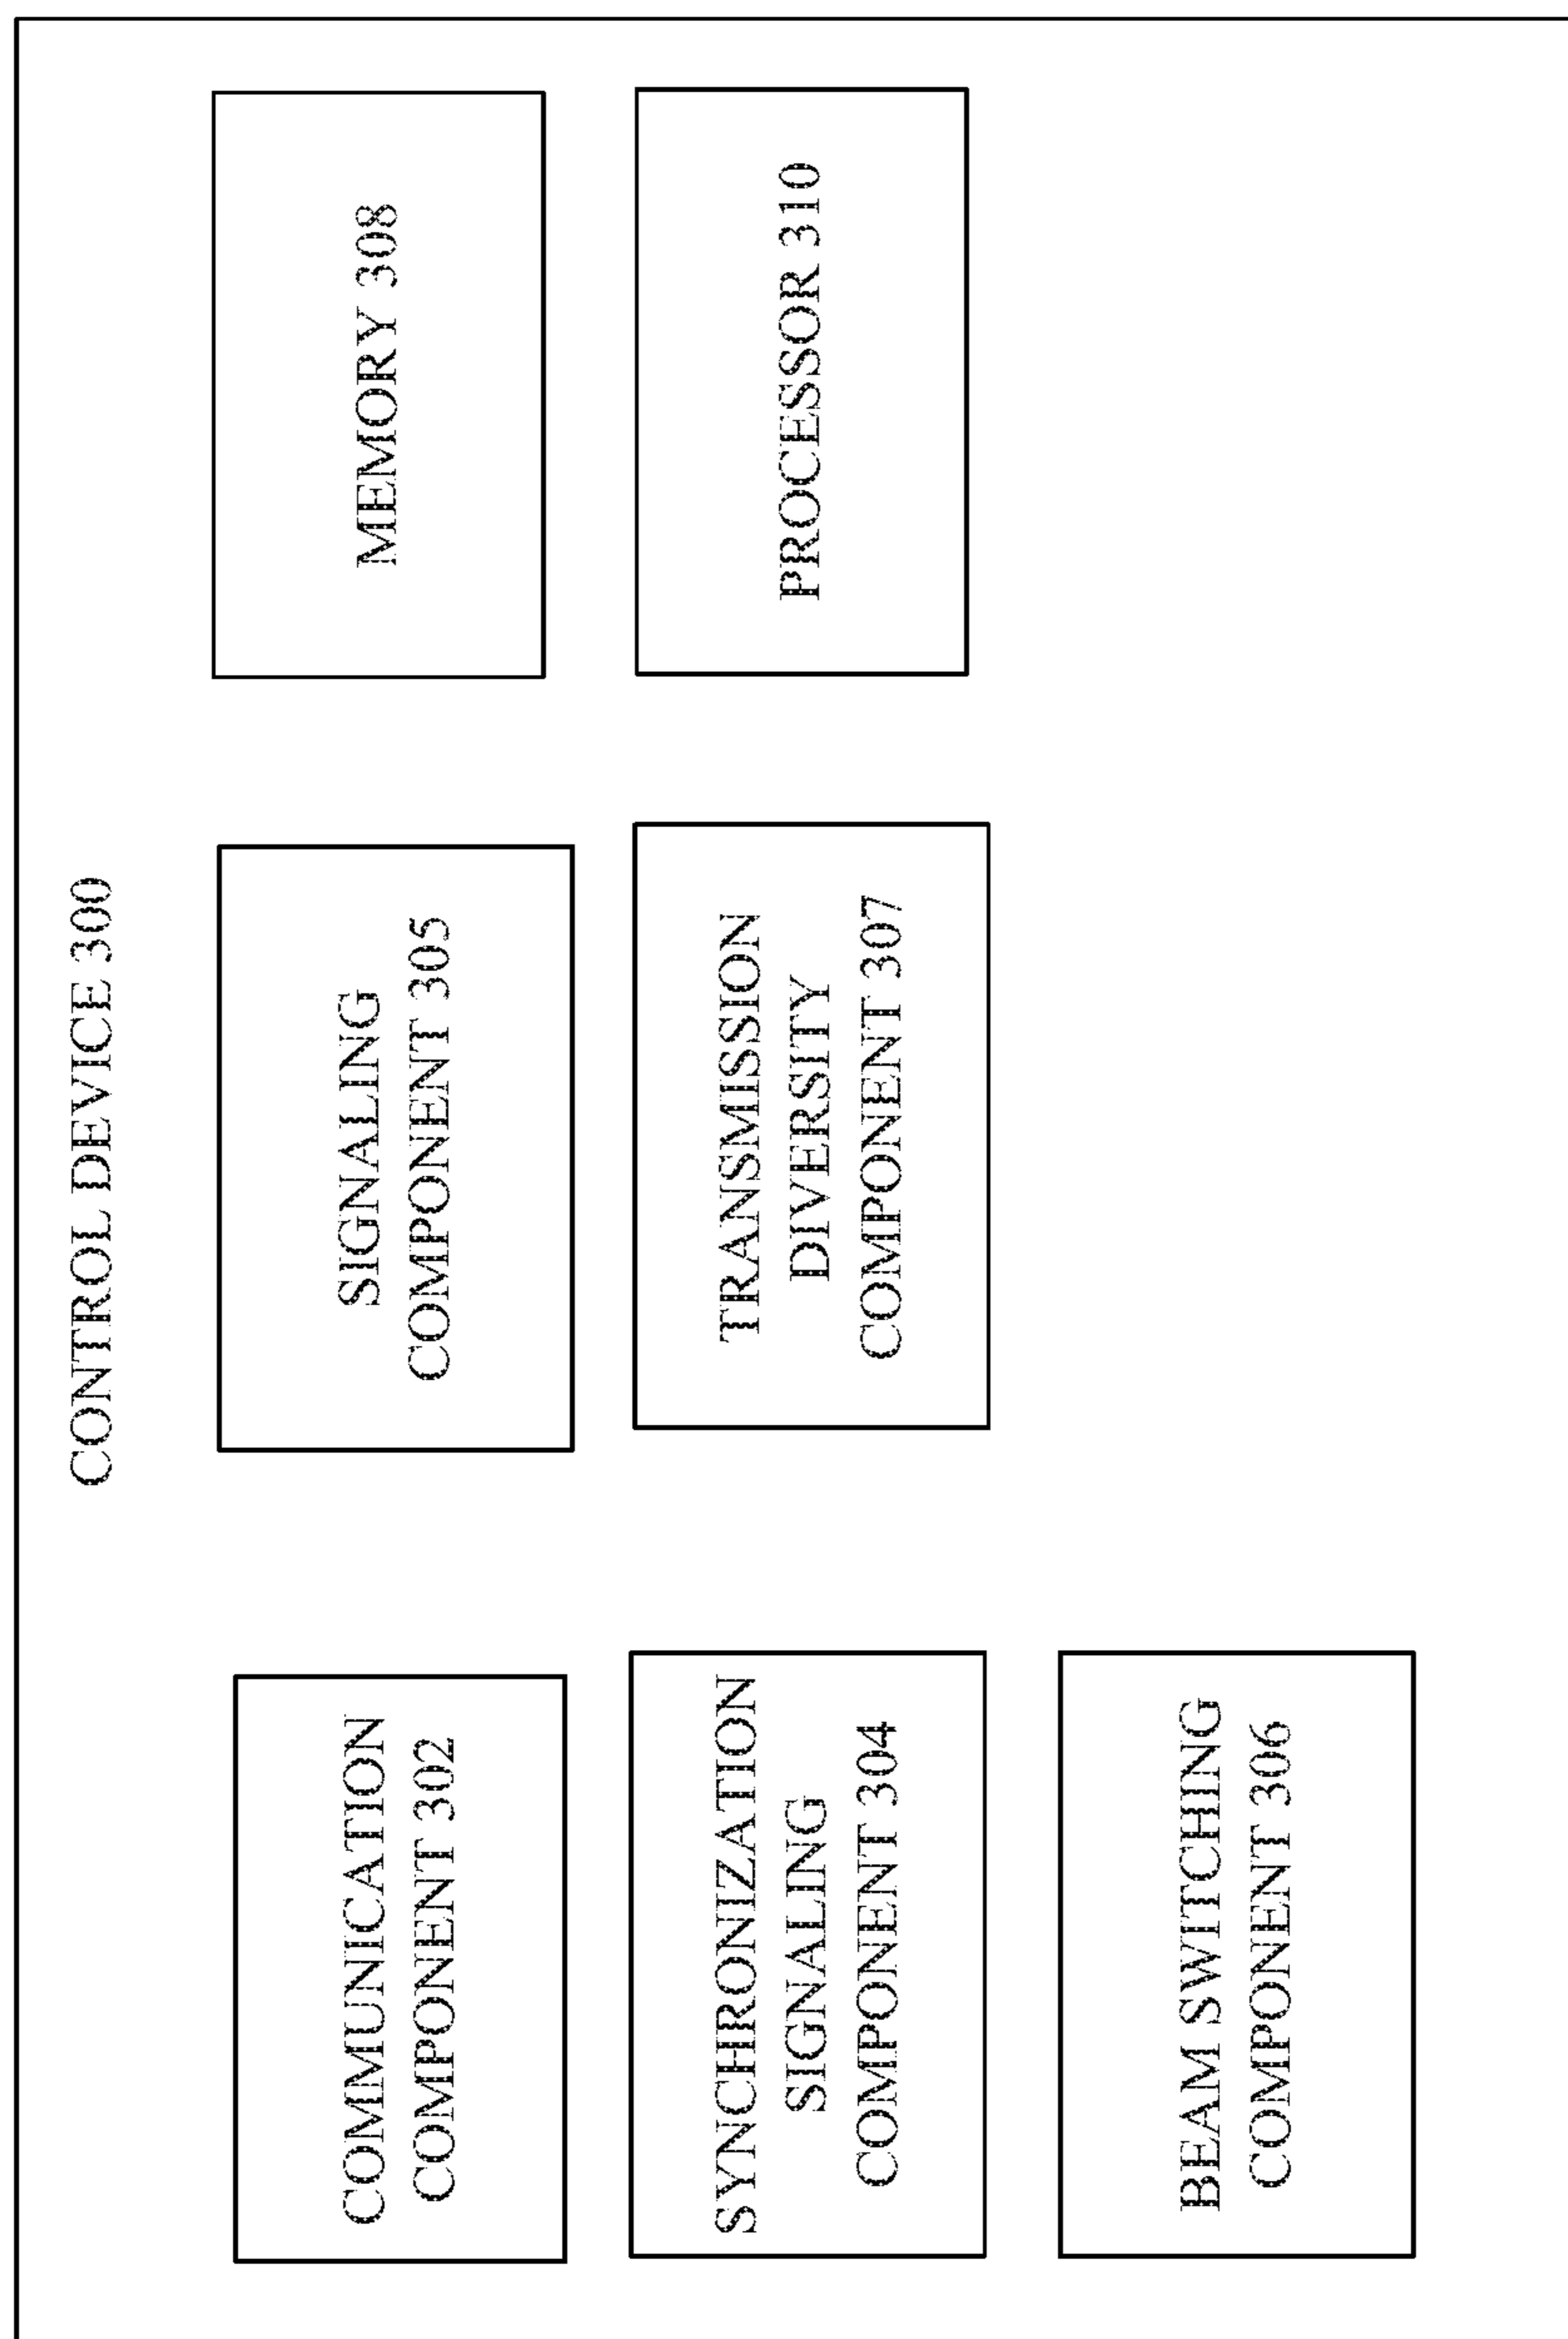 CONTROL DEVICE 300
COMMUNICATION
COMPONENT 302
SIGNALING
COMPONENT 305
MEMORY 308
SYNCHRONIZATION
SIGNALING
COMPONENT 304
TRANSMISSION
DIVERSITY
COMPONENT 307
PROCESSOR 310
BEAM SWITCHING
COMPONENT 306